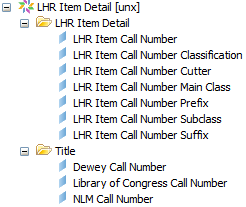 LHR Item Detail [unx]
LHR Item Detail
LHR Item Call Number
LHR Item Call Number Classification
LHR Item Call Number Cutter
LHR Item Call Number Main Class
LHR Item Call Number Prefix
LHR Item Call Number Subclass
LHR Item Call Number Suffix
Title
Dewey Call Number
Library of Congress Call Number
NLM Call Number